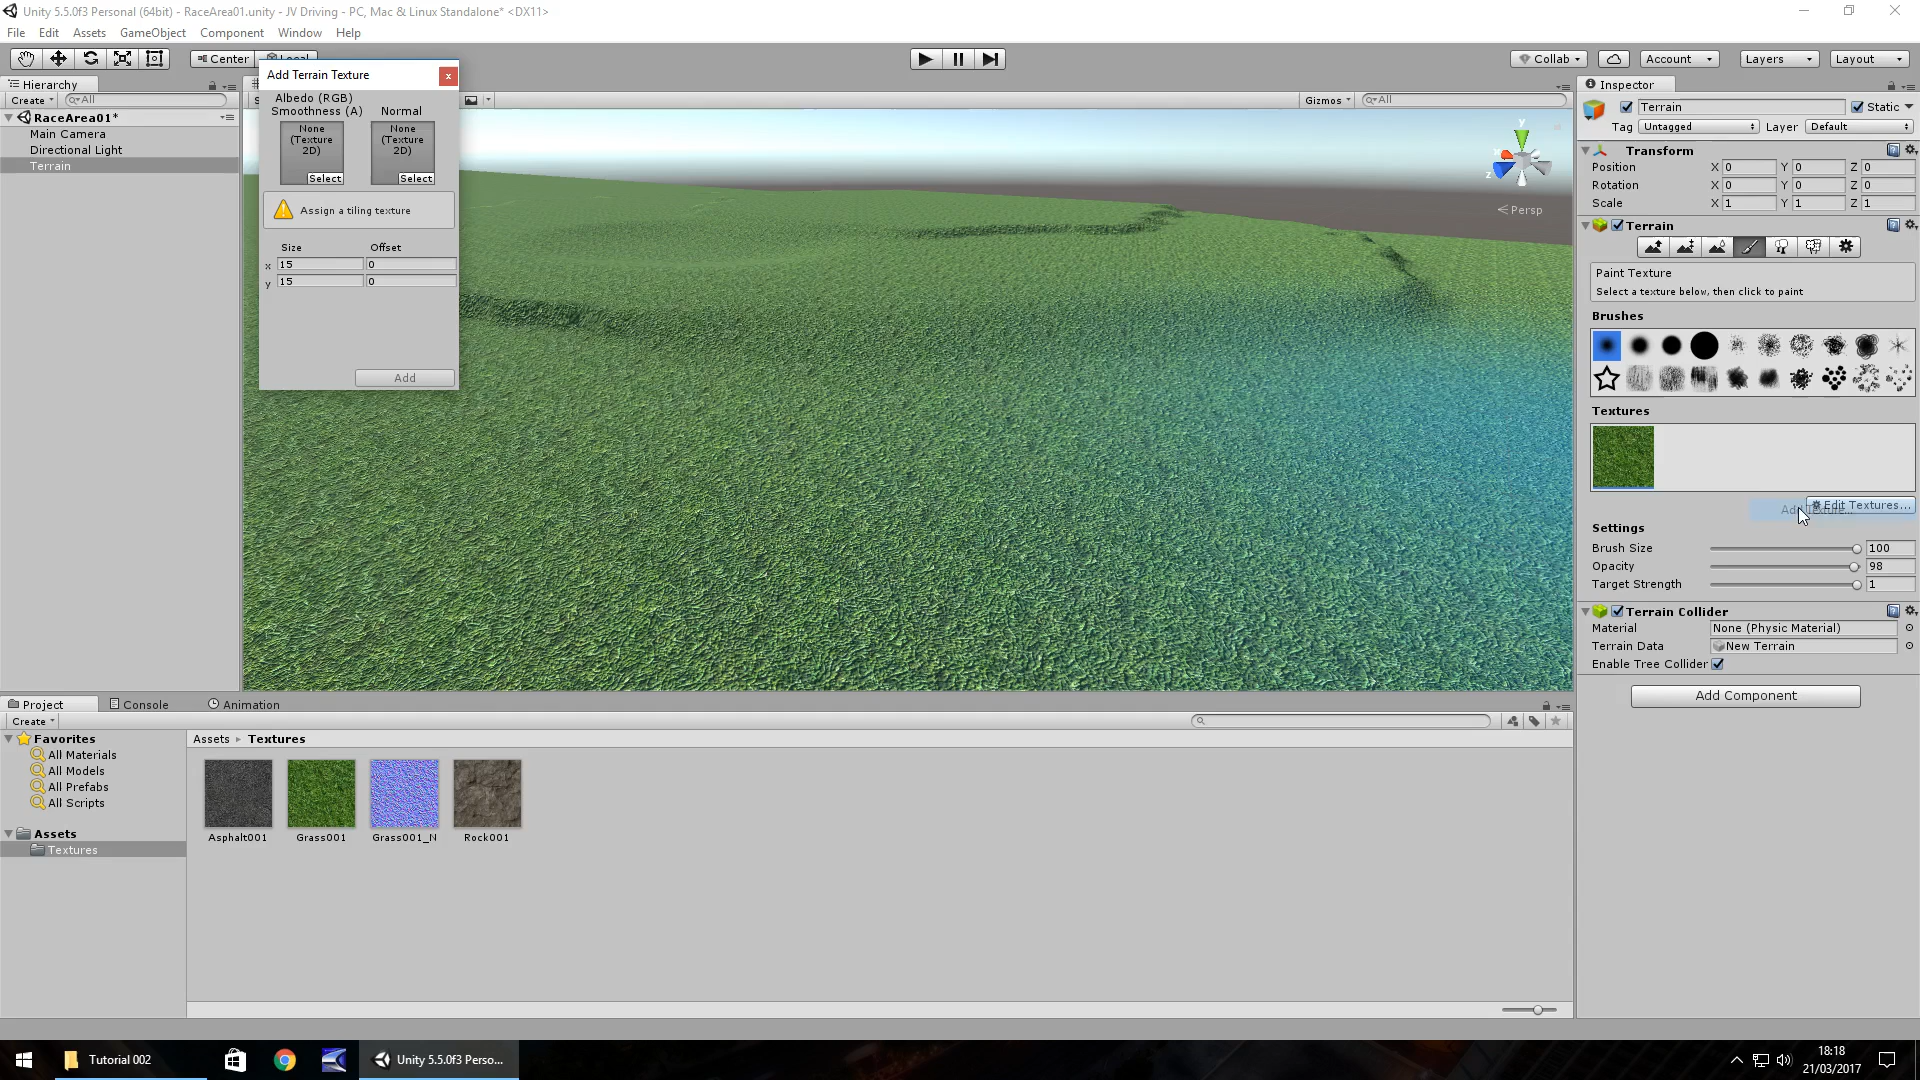 Unity 5.5.0f3 Personal (64bit) - RaceArea01.unity - JV Driving - PC, Mac & Linux Standalone* <DX11>
File Edit Assets GameObject Component Window Help
Center Local Collab Account Layers Layout
Hierarchy
Create All
RaceArea01*
Main Camera
Directional Light
Terrain
Add Terrain Texture
x
Albedo (RGB)
Smoothness (A) Normal
None (Texture 2D) None (Texture 2D)
Select Select
Assign a tiling texture
Size Offset
x 15 0
y 15 0
Add
Gizmos All
y
z
Persp
Inspector
Terrain Static
Tag Untagged Layer Default
Transform
Position X 0 Y 0 Z 0
Rotation X 0 Y 0 Z 0
Scale X 1 Y 1 Z 1
Terrain
Paint Texture
Select a texture below, then click to paint
Brushes
Textures
Edit Textures...
Settings
Brush Size 100
Opacity 98
Target Strength 1
Terrain Collider
Material None (Physic Material)
Terrain Data New Terrain
Enable Tree Collider
Add Component
Project Console Animation
Create
Favorites
All Materials
All Models
All Prefabs
All Scripts
Assets
Textures
Assets Textures
Asphalt001 Grass001 Grass001_N Rock001
Tutorial 002 Unity 5.5.0f3 Perso...
18:18
21/03/2017